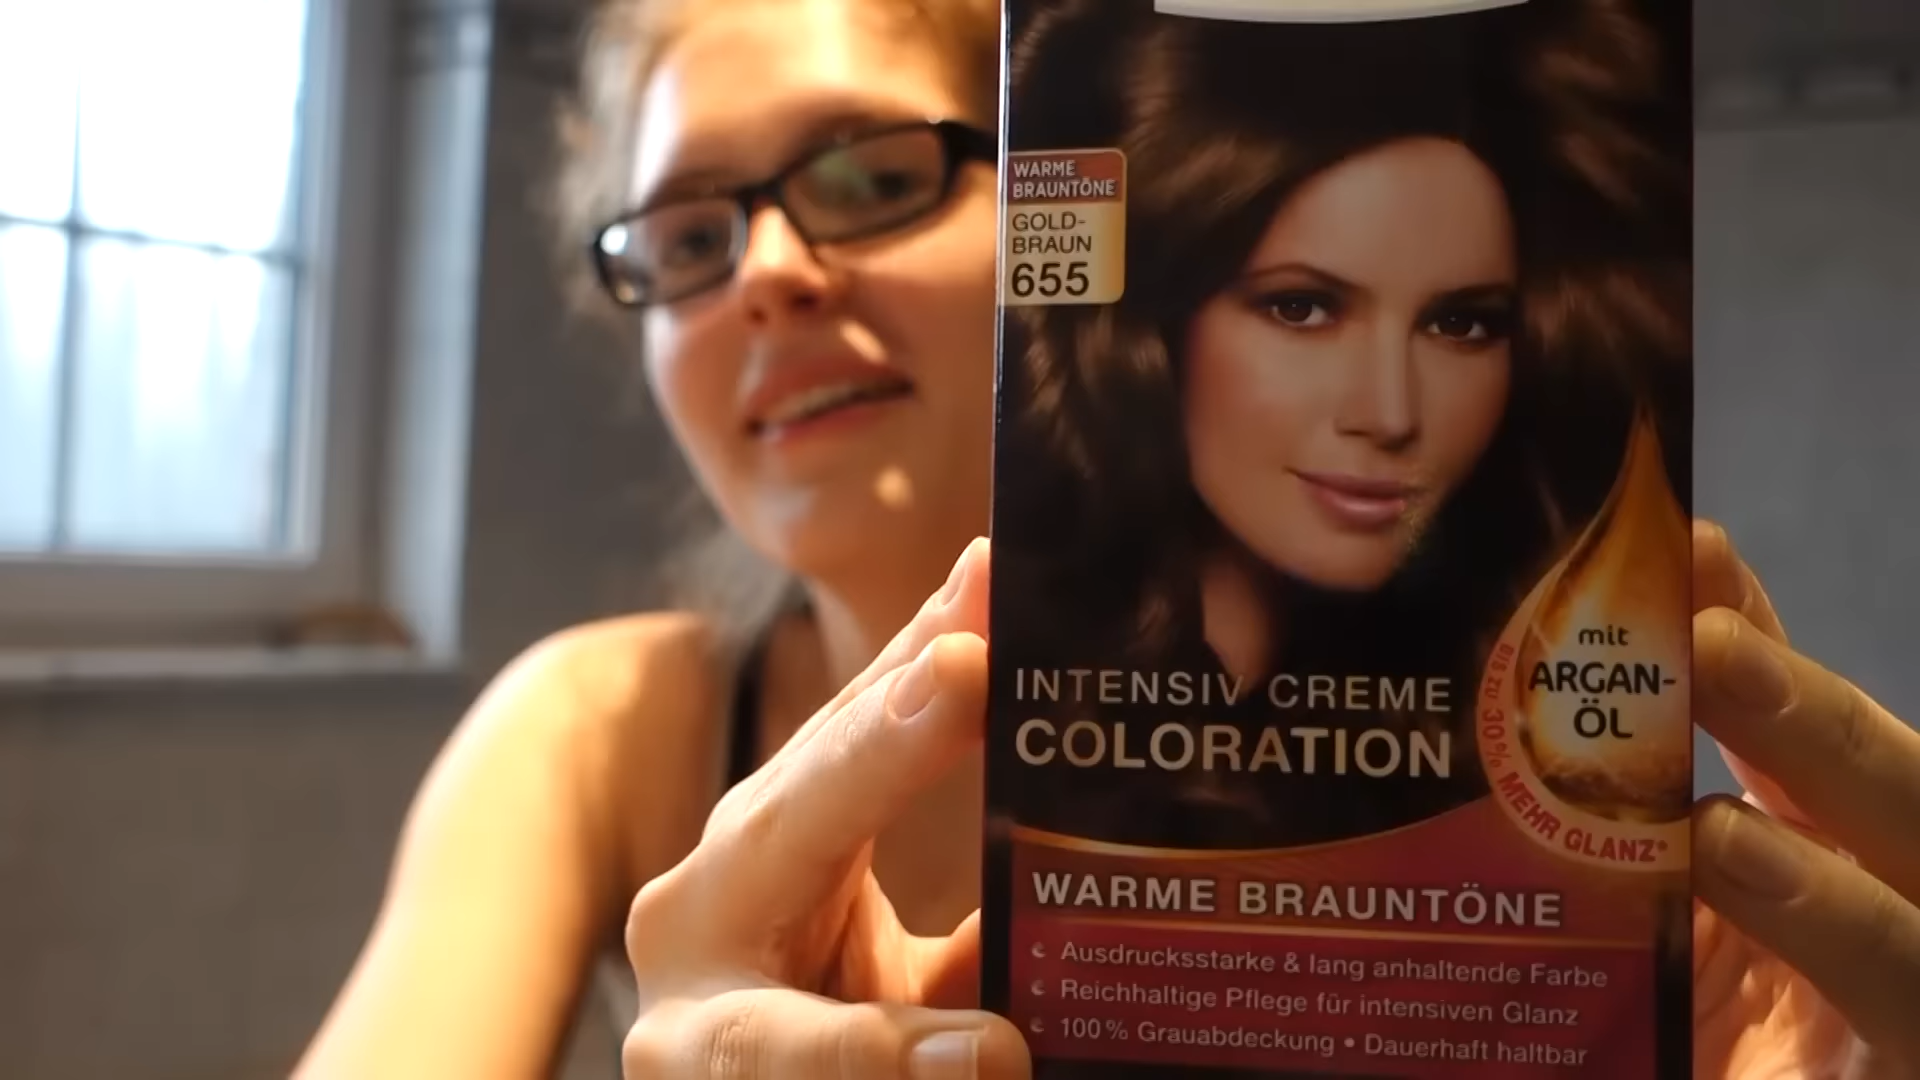 WARME
BRAUNTÖNE
GOLD-
BRAUN
655
mit
ARGAN-
ÖL
BIS ZU 30% MEHR GLANZ*
INTENSIV CREME
COLORATION
WARME BRAUNTÖNE
Ausdrucksstarke & lang anhaltende Farbe
Reichhaltige Pflege für intensiven Glanz
100% Grauabdeckung • Dauerhaft haltbar